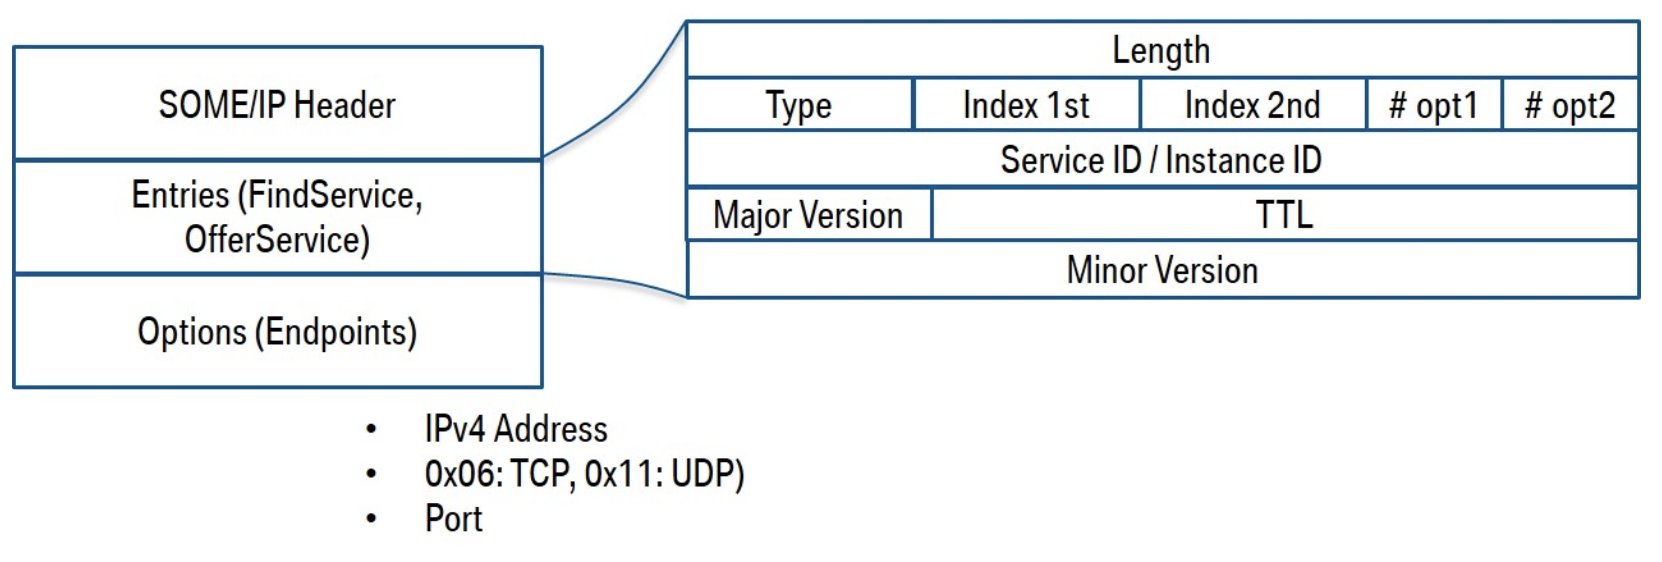 SOME/IP Header
Entries (FindService,
OfferService)
Options (Endpoints)
Length
Type Index 1st Index 2nd # opt1 # opt2
Service ID / Instance ID
Major Version TTL
Minor Version
• IPv4 Address
• 0x06: TCP, 0x11: UDP)
• Port